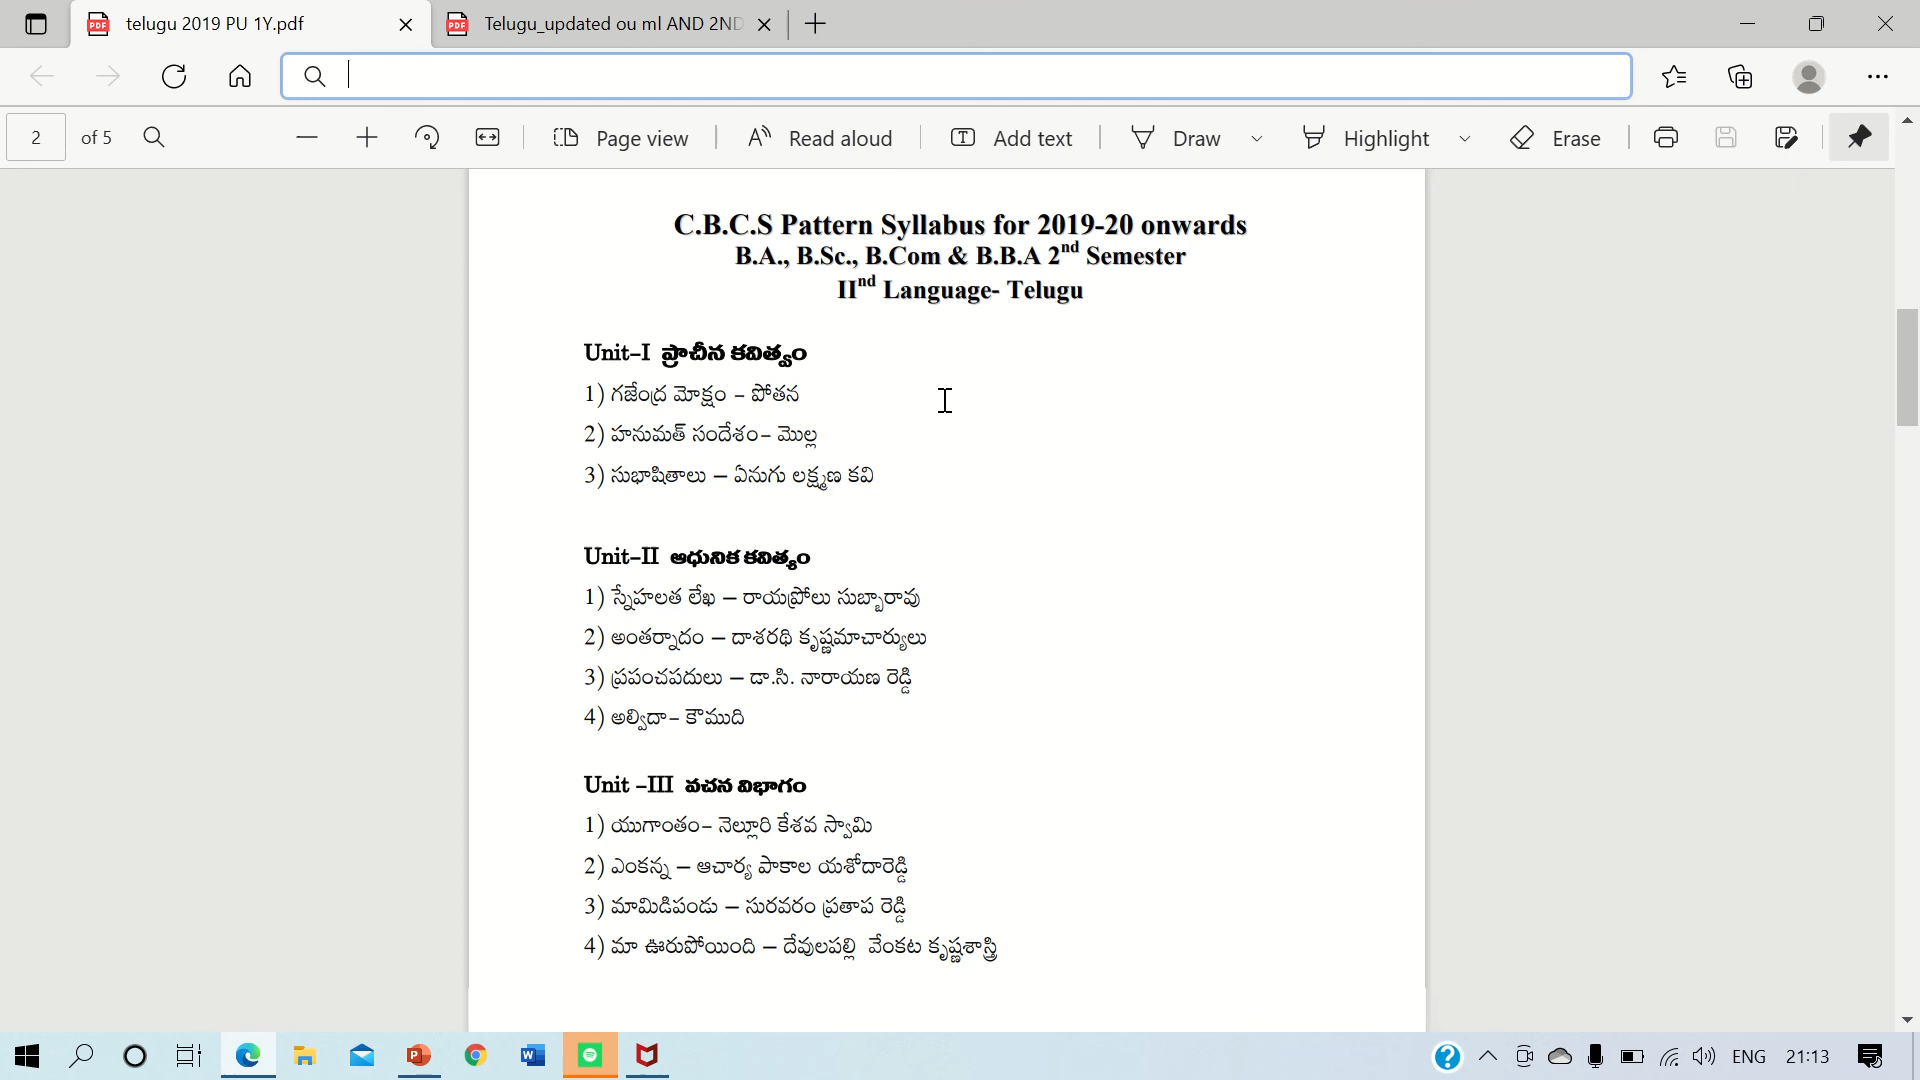 telugu 2019 PU 1Y.pdf
Telugu_updated ou ml AND 2ND
2 of 5
Page view
Read aloud
Add text
Draw
Highlight
Erase
C.B.C.S Pattern Syllabus for 2019-20 onwards
B.A., B.Sc., B.Com & B.B.A 2nd Semester
IInd Language- Telugu
Unit–I ప్రాచీన కవిత్వం
1) గజేంద్ర మోక్షం – పోతన
2) హనుమత్ సందేశం– మొల్ల
3) సుభాషితాలు – ఏనుగు లక్ష్మణ కవి
Unit–II ఆధునిక కవిత్వం
1) స్నేహలత లేఖ – రాయప్రోలు సుబ్బారావు
2) అంతర్నాదం – దాశరథి కృష్ణమాచార్యులు
3) ప్రపంచపదులు – డా.సి. నారాయణ రెడ్డి
4) అల్విదా– కౌముది
Unit –III వచన విభాగం
1) యుగాంతం– నెల్లూరి కేశవ స్వామి
2) ఎంకన్న – ఆచార్య పాకాల యశోదారెడ్డి
3) మామిడిపండు – సురవరం ప్రతాప రెడ్డి
4) మా ఊరుపోయింది – దేవులపల్లి వేంకట కృష్ణశాస్త్రి
ENG 21:13